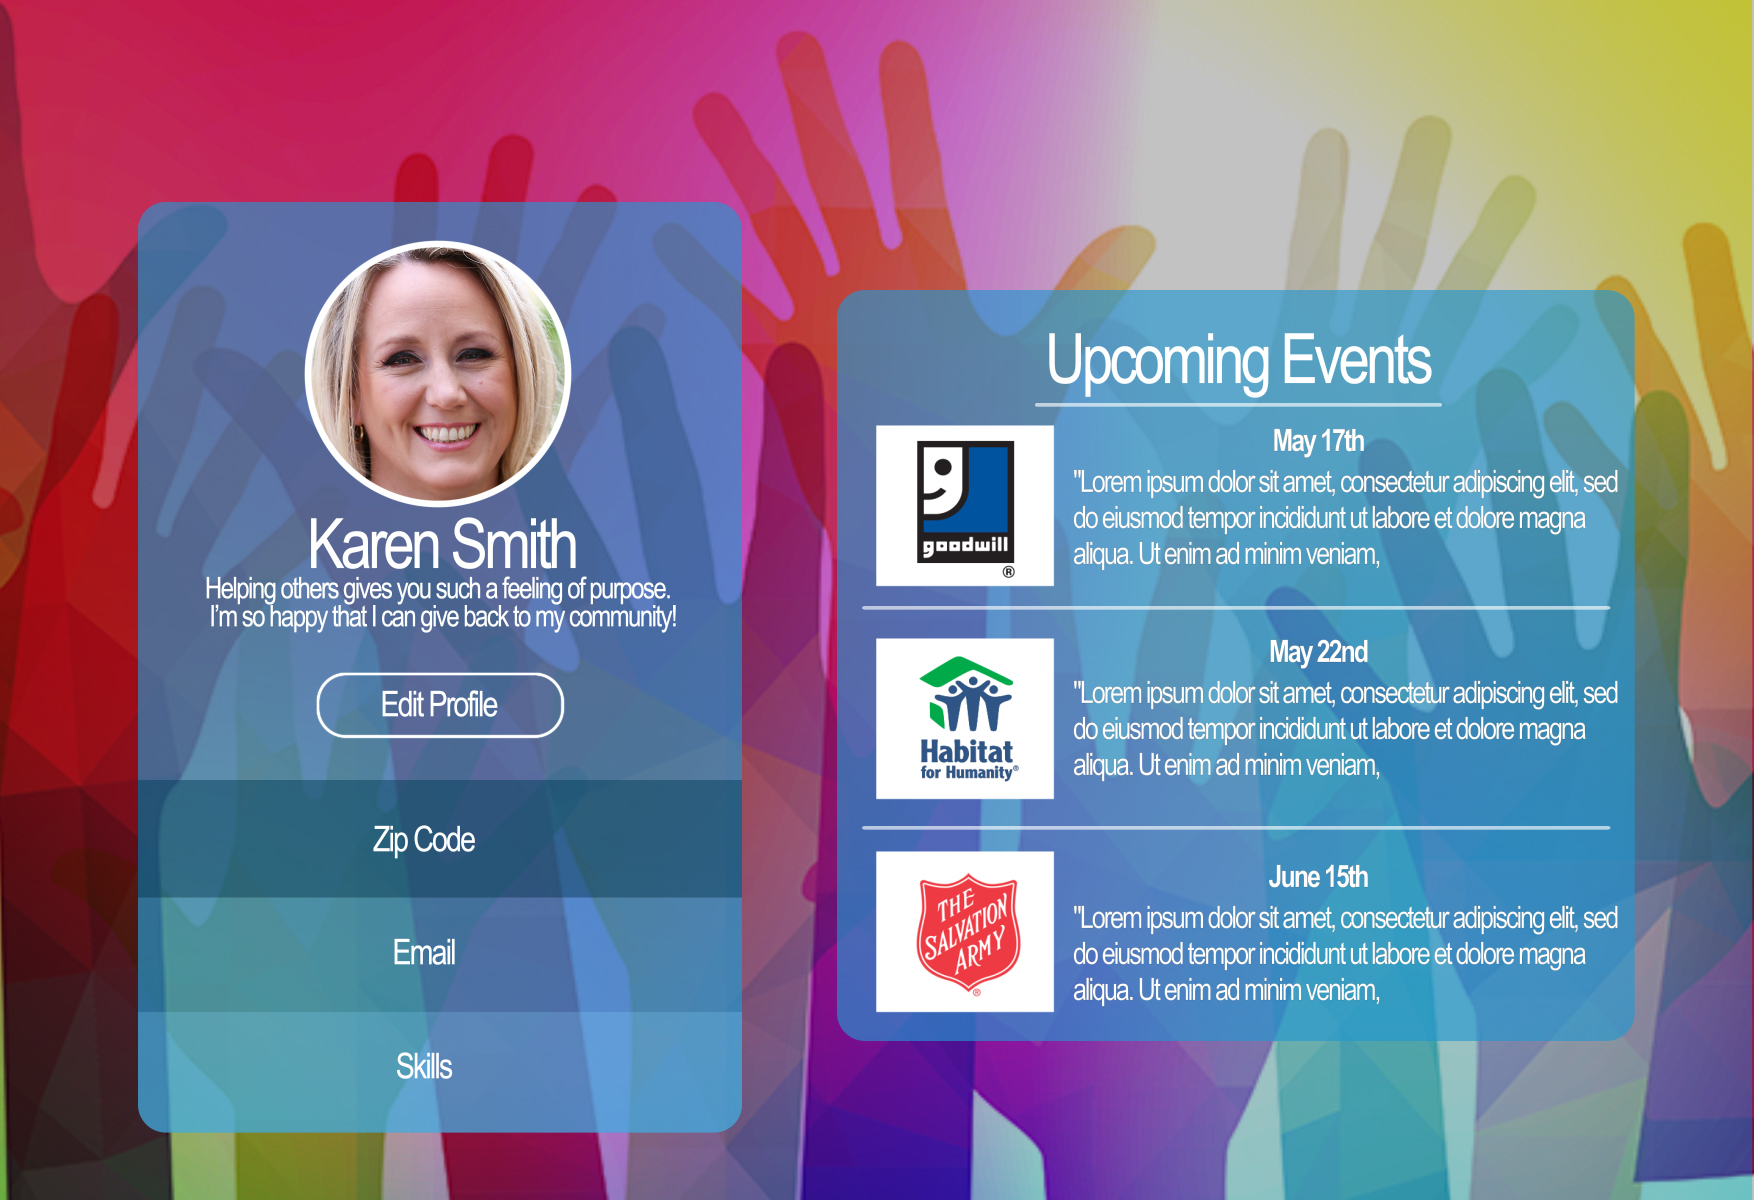 Karen Smith
Helping others gives you such a feeling of purpose.
I'm so happy that I can give back to my community!
Edit Profile
Zip Code
Email
Skills
Upcoming Events
goodwill
®
May 17th
"Lorem ipsum dolor sit amet, consectetur adipiscing elit, sed
do eiusmod tempor incididunt ut labore et dolore magna
aliqua. Ut enim ad minim veniam,
Habitat
for Humanity®
May 22nd
"Lorem ipsum dolor sit amet, consectetur adipiscing elit, sed
do eiusmod tempor incididunt ut labore et dolore magna
aliqua. Ut enim ad minim veniam,
THE
SALVATION
ARMY
®
June 15th
"Lorem ipsum dolor sit amet, consectetur adipiscing elit, sed
do eiusmod tempor incididunt ut labore et dolore magna
aliqua. Ut enim ad minim veniam,